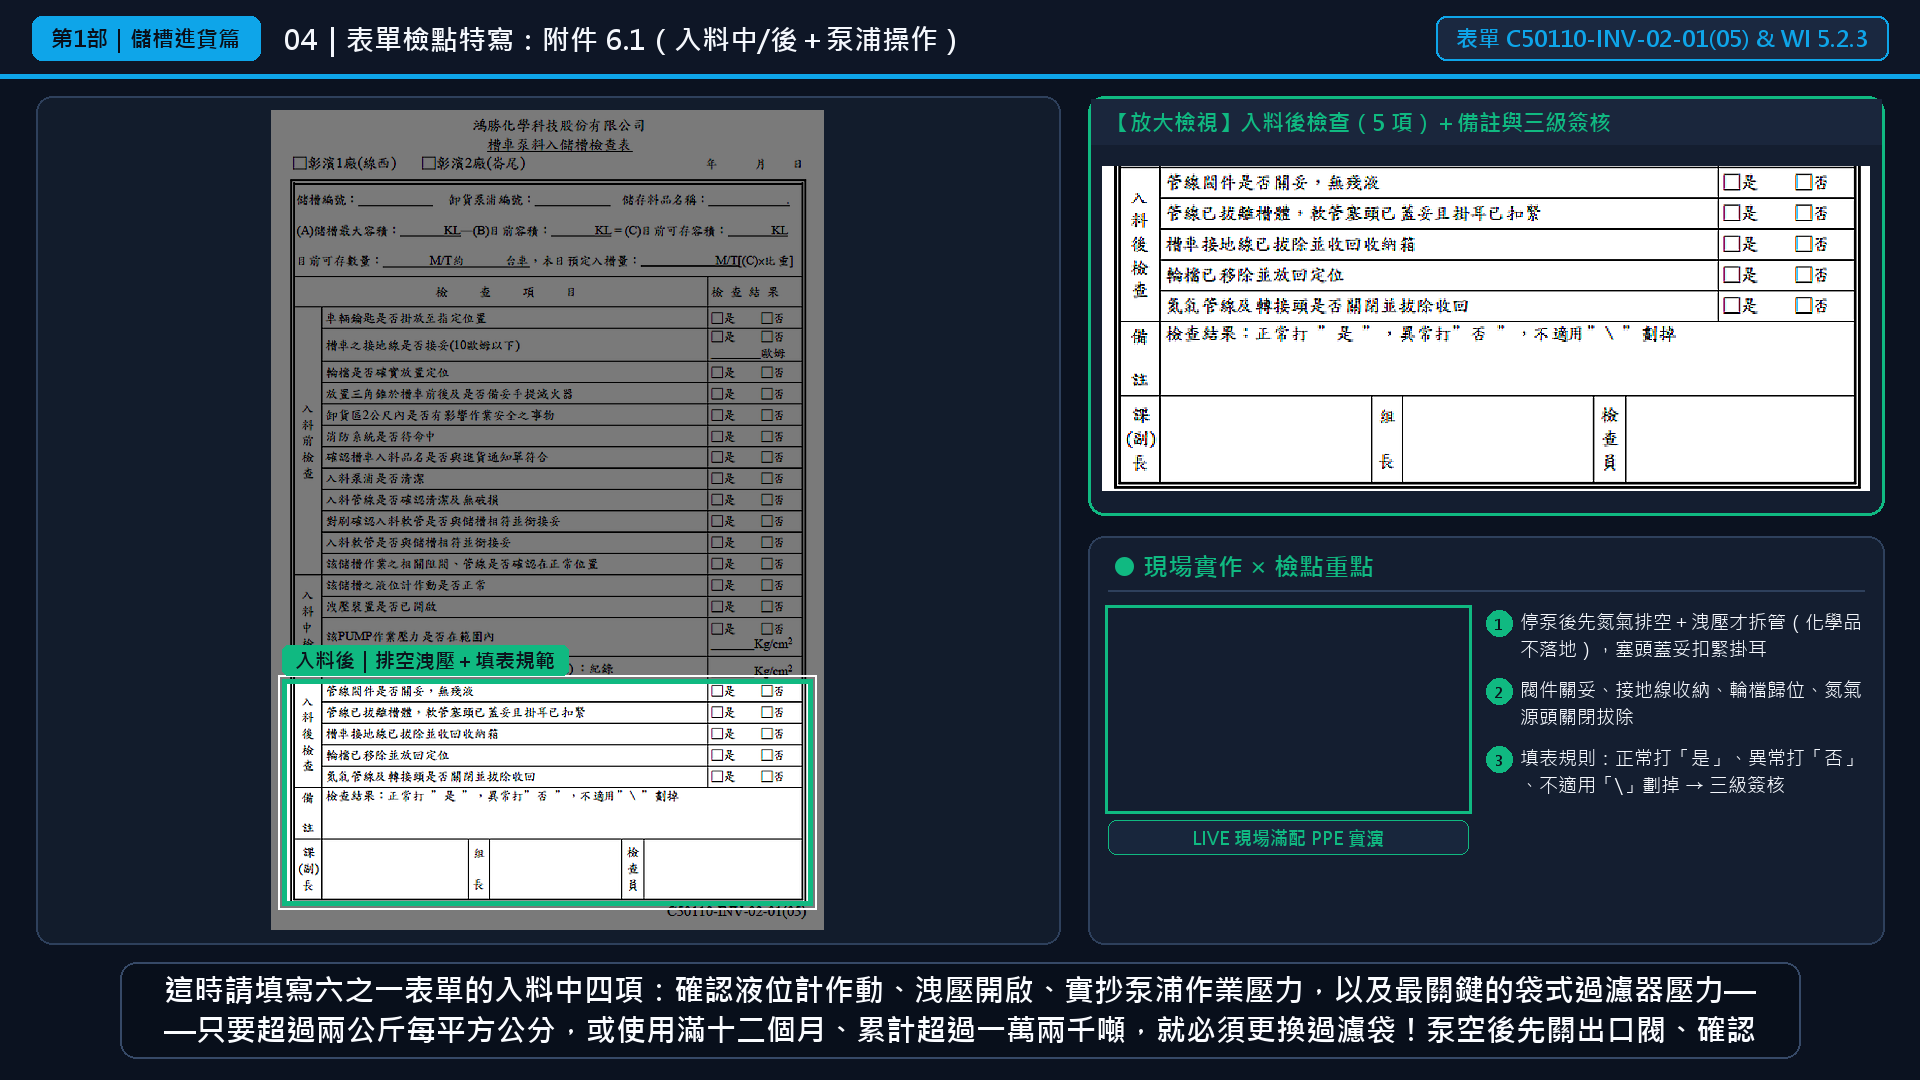 第1部｜儲槽進貨篇
04｜表單檢點特寫：附件 6.1（入料中/後＋泵浦操作）
表單 C50110-INV-02-01(05) & WI 5.2.3
鴻勝化學科技股份有限公司
槽車泵料入儲槽檢查表
□彰濱1廠(線西) □彰濱2廠(崙尾) 年 月 日
儲槽編號： 卸貨泵浦編號： 儲存料品名稱：
(A)儲槽最大容積： KL—(B)目前容積： KL = (C)目前可存容積： KL
目前可存數量： M/T約 台車，本日預定入槽量： M/T[(C)x比重]
檢 查 項 目 檢 查 結 果
入料前檢查
車輛鑰匙是否掛放至指定位置 □是 □否
槽車之接地線是否接妥(10歐姆以下) □是 □否 歐姆
輪檔是否確實放置定位 □是 □否
放置三角錐於槽車前後及是否備妥手提滅火器 □是 □否
卸貨區2公尺內是否有影響作業安全之事物 □是 □否
消防系統是否待命中 □是 □否
確認槽車入料品名是否與進貨通知單符合 □是 □否
入料泵浦是否清潔 □是 □否
入料管線是否確認清潔及無破損 □是 □否
對刷確認入料軟管是否與儲槽相符並銜接妥 □是 □否
入料軟管是否與儲槽相符並銜接妥 □是 □否
該儲槽作業之相關阻閥、管線是否確認在正常位置 □是 □否
入料中檢
該儲槽之液位計作動是否正常 □是 □否
洩壓裝置是否已開啟 □是 □否
該PUMP作業壓力是否在範圍內 □是 □否 Kg/cm²
：紀錄 Kg/cm²
入料後｜排空洩壓＋填表規範
入料後檢查
管線閥件是否關妥，無殘液 □是 □否
管線已拔離槽體，軟管塞頭已蓋妥且掛耳已扣緊 □是 □否
槽車接地線已拔除並收回收納箱 □是 □否
輪檔已移除並放回定位 □是 □否
氮氣管線及轉接頭是否關閉並拔除收回 □是 □否
備註 檢查結果：正常打 ” 是 ” ，異常打” 否 ” ，不適用” \ ” 劃掉
課(副)長 組長 檢查員
C50110-INV-02-01(05)
【放大檢視】入料後檢查（5 項）＋備註與三級簽核
入料後檢查
管線閥件是否關妥，無殘液 □是 □否
管線已拔離槽體，軟管塞頭已蓋妥且掛耳已扣緊 □是 □否
槽車接地線已拔除並收回收納箱 □是 □否
輪檔已移除並放回定位 □是 □否
氮氣管線及轉接頭是否關閉並拔除收回 □是 □否
備註 檢查結果：正常打 ” 是 ” ，異常打” 否 ” ，不適用” \ ” 劃掉
課(副)長 組長 檢查員
● 現場實作 × 檢點重點
LIVE 現場滿配 PPE 實演
1 停泵後先氮氣排空＋洩壓才拆管（化學品
不落地），塞頭蓋妥扣緊掛耳
2 閥件關妥、接地線收納、輪檔歸位、氮氣
源頭關閉拔除
3 填表規則：正常打「是」、異常打「否」
、不適用「\」劃掉 → 三級簽核
這時請填寫六之一表單的入料中四項：確認液位計作動、洩壓開啟、實抄泵浦作業壓力，以及最關鍵的袋式過濾器壓力—
—只要超過兩公斤每平方公分，或使用滿十二個月、累計超過一萬兩千噸，就必須更換過濾袋！泵空後先關出口閥、確認